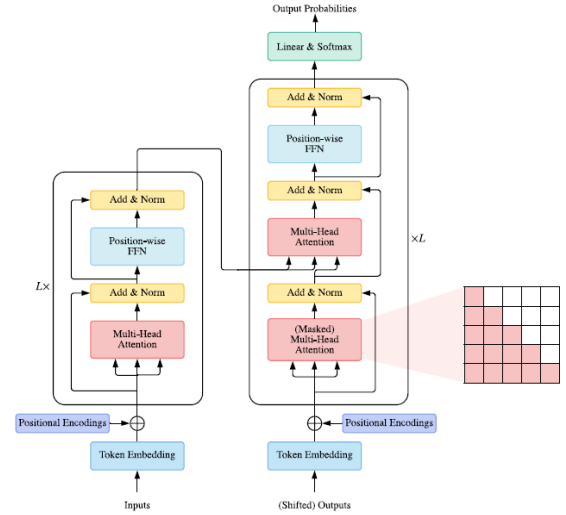 Output Probabilities
Linear & Softmax
Add & Norm
Position-wise
FFN
Add & Norm
Multi-Head
Attention
×L
Add & Norm
(Masked)
Multi-Head
Attention
Positional Encodings
Token Embedding
(Shifted) Outputs
Add & Norm
Position-wise
FFN
L×
Add & Norm
Multi-Head
Attention
Positional Encodings
Token Embedding
Inputs